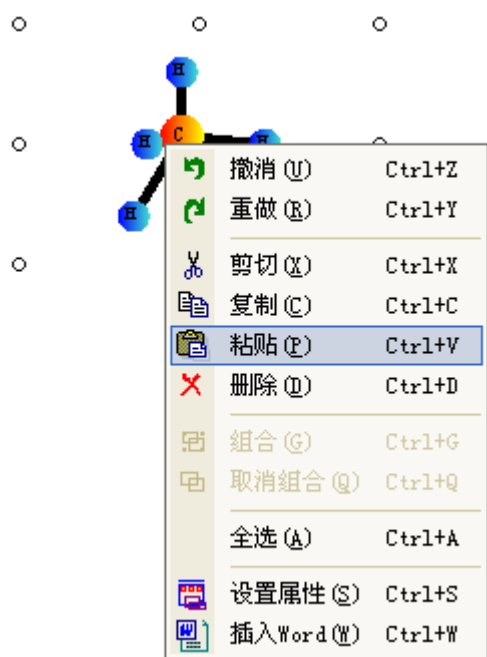 H
H C H
H
撤消(U) Ctrl+Z
重做(R) Ctrl+Y
剪切(X) Ctrl+X
复制(C) Ctrl+C
粘贴(P) Ctrl+V
删除(D) Ctrl+D
组合(G) Ctrl+G
取消组合(Q) Ctrl+Q
全选(A) Ctrl+A
设置属性(S) Ctrl+S
插入Word(W) Ctrl+W